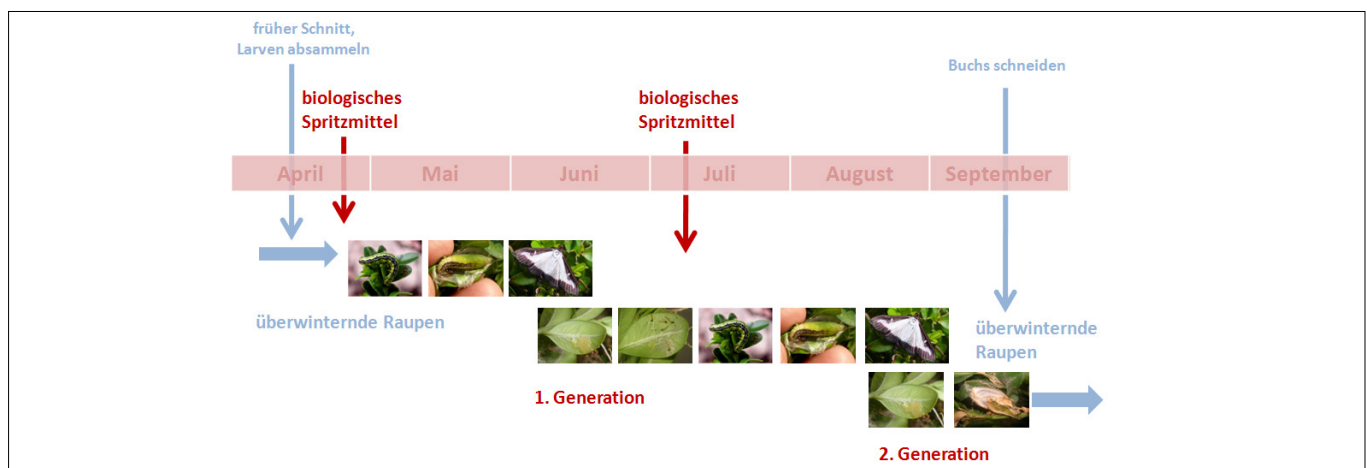 früher Schnitt,
Larven absammeln
Buchs schneiden
biologisches
Spritzmittel
biologisches
Spritzmittel
April
Mai
Juni
Juli
August
September
überwinternde Raupen
überwinternde
Raupen
1. Generation
2. Generation